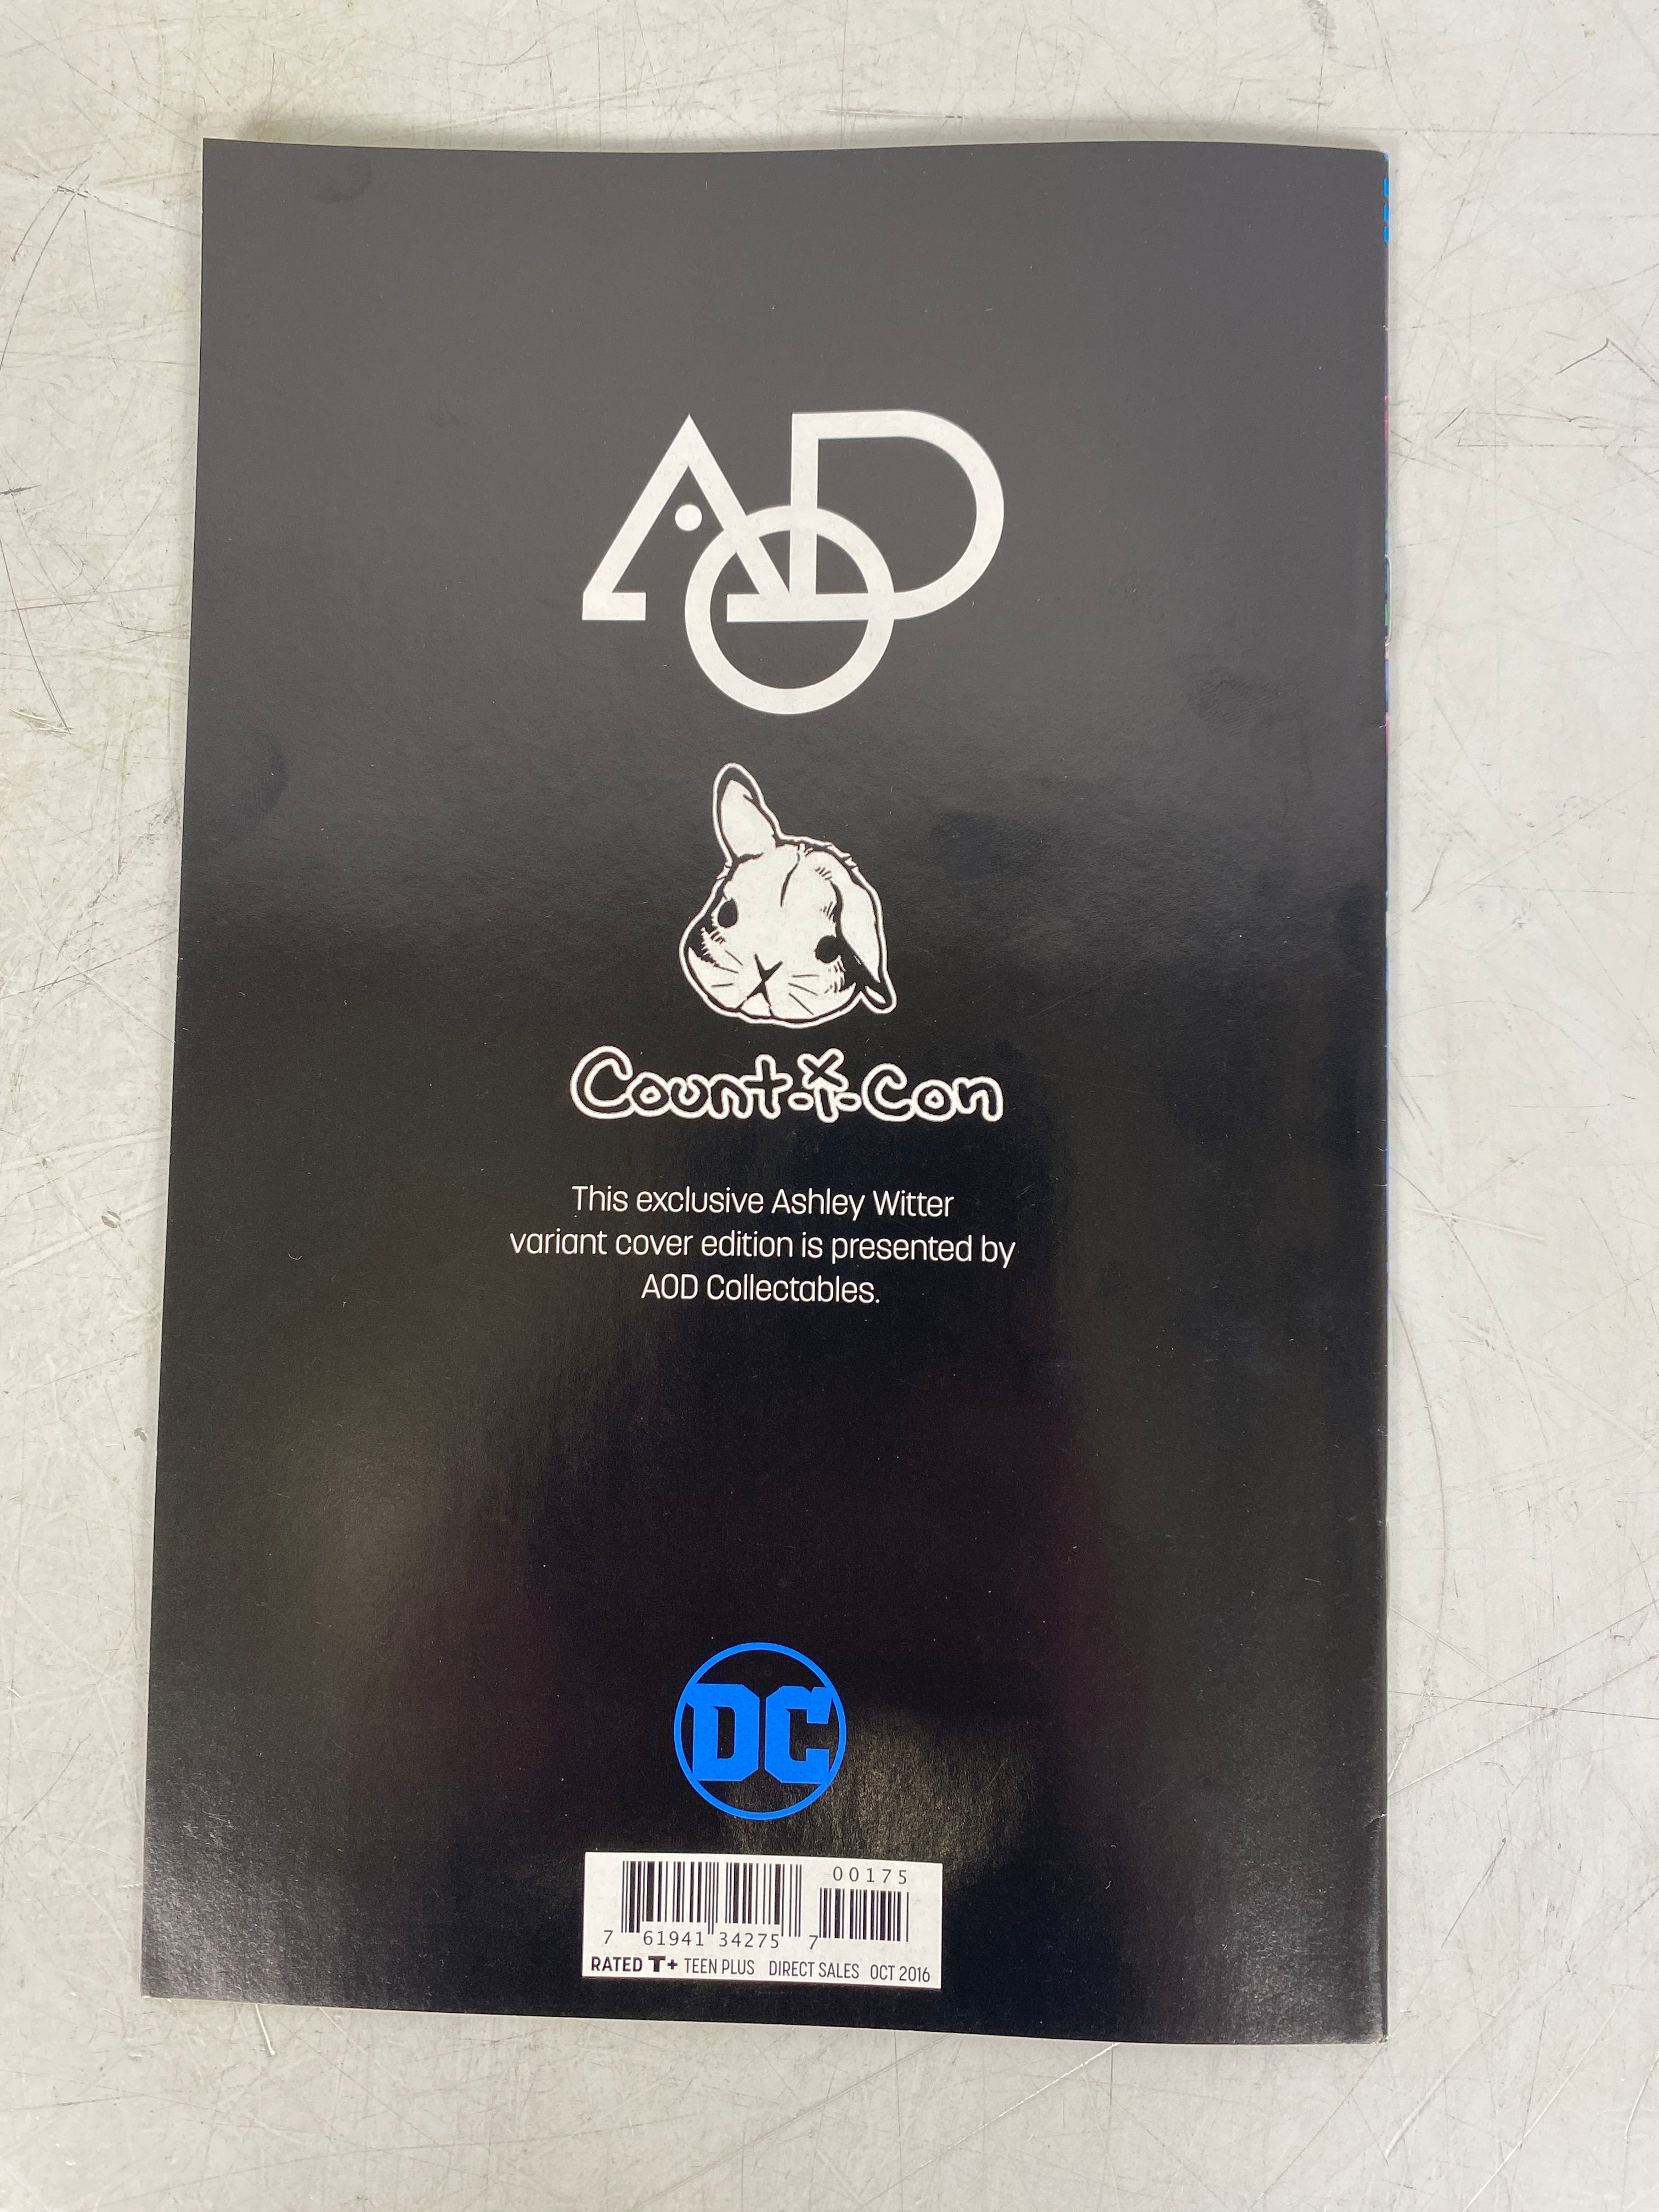 AOD
Count-i-Con
This exclusive Ashley Witter
variant cover edition is presented by
AOD Collectables.
DC
00175
7 61941 34275 7
RATED T+ TEEN PLUS DIRECT SALES OCT 2016